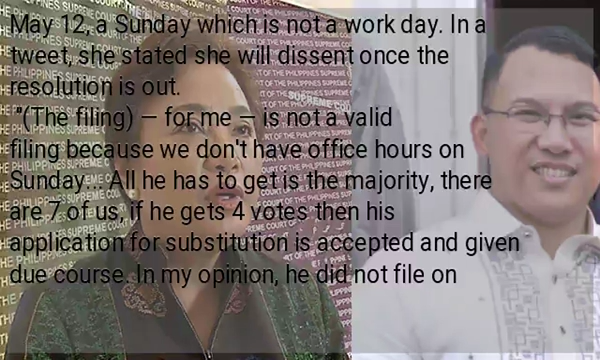 May 12, a Sunday which is not a work day. In a
tweet, she stated she will dissent once the
resolution is out.
"(The filing) — for me — is not a valid
filing because we don't have office hours on
Sunday... All he has to get is the majority, there
are 7 of us, if he gets 4 votes then his
application for substitution is accepted and given
due course. In my opinion, he did not file on
SUPREME COU